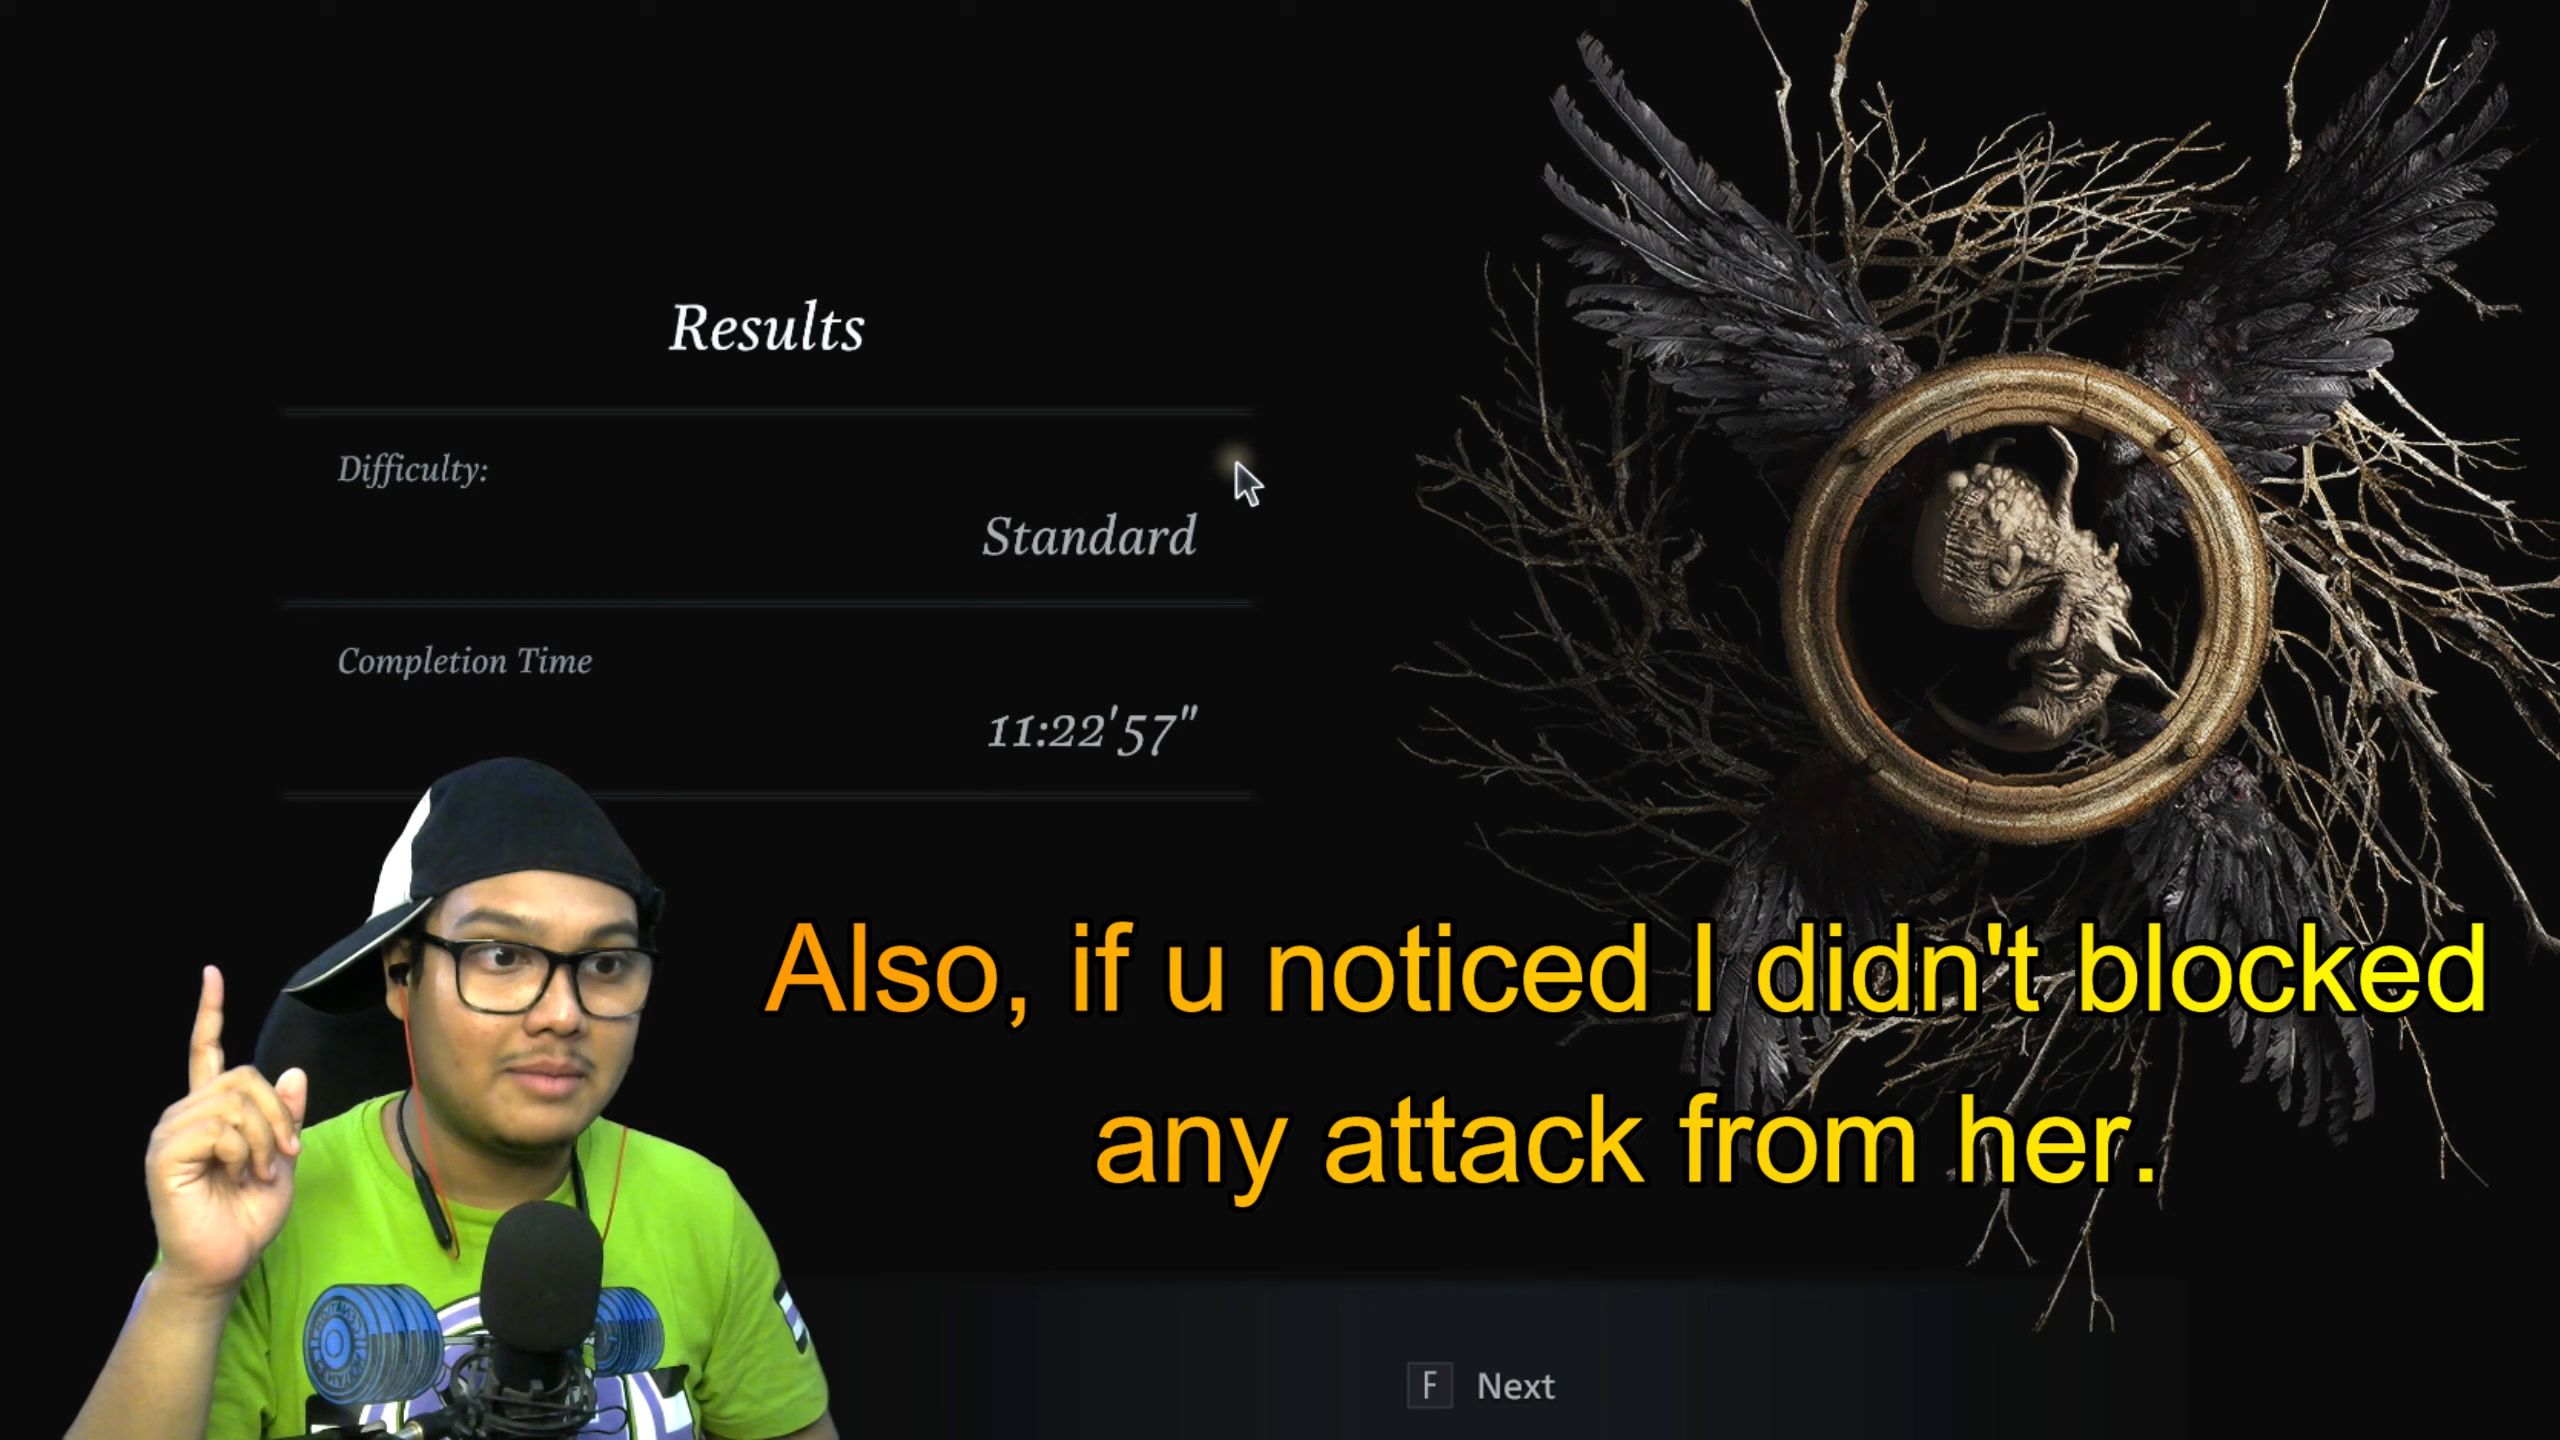 Results
Difficulty:
Standard
Completion Time
11:22'57"
Also, if u noticed I didn't blocked
any attack from her.
F Next